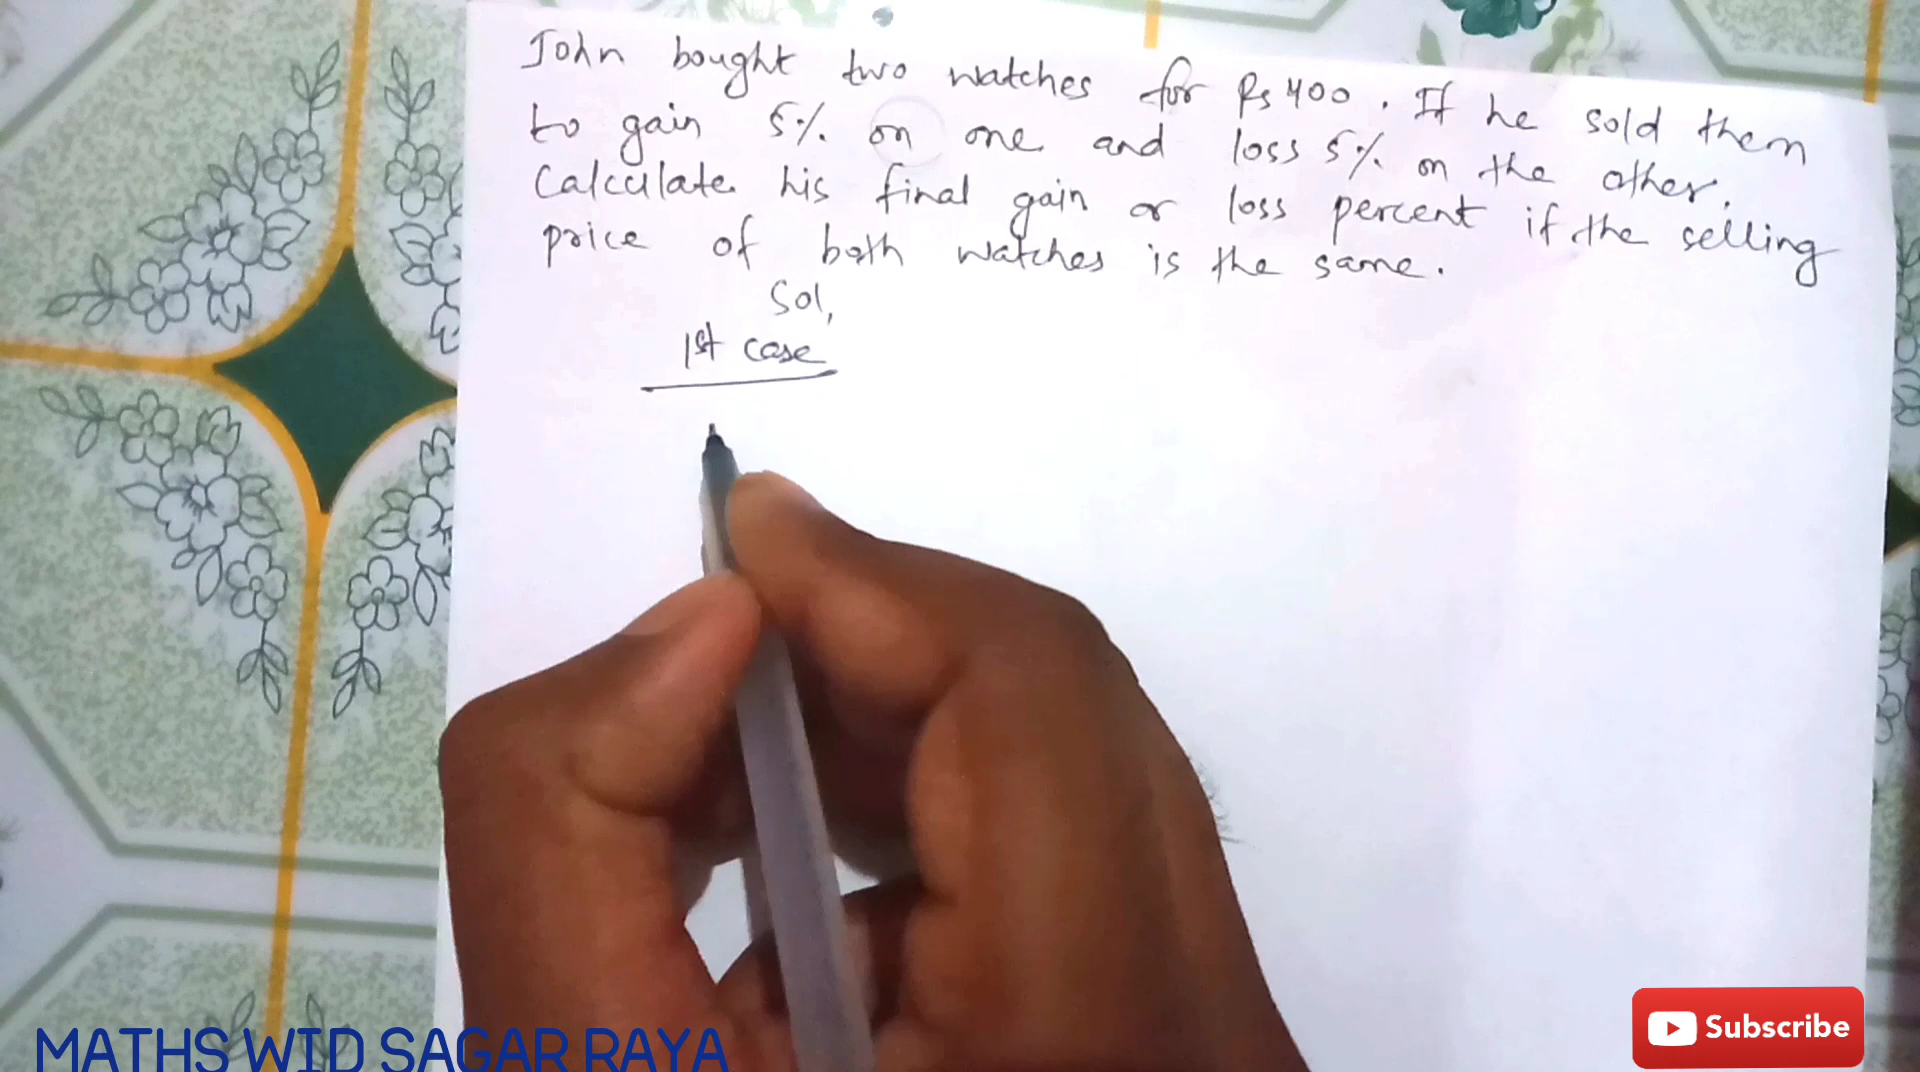 John bought two watches for Rs 400. If he sold them
to gain 5% on one and loss 5% on the other.
Calculate his final gain or loss percent if the selling
price of both watches is the same.
Sol,
1st case
MATHS WID SAGAR RAYA
Subscribe